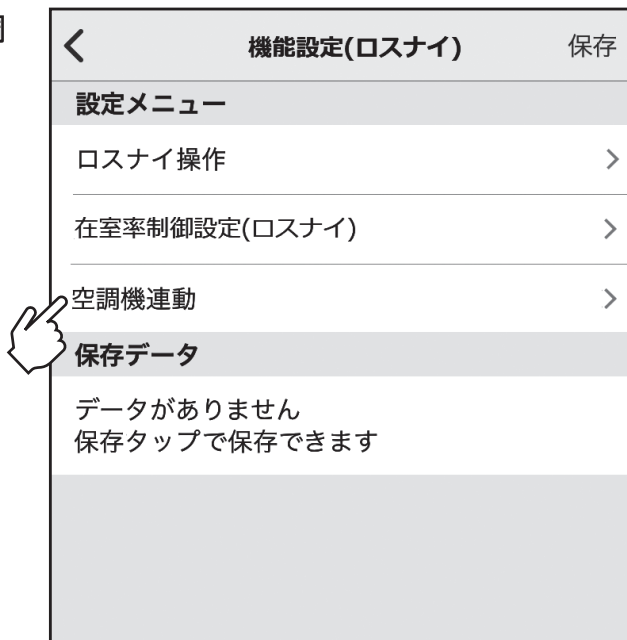 機能設定(ロスナイ) 保存
設定メニュー
ロスナイ操作
在室率制御設定(ロスナイ)
空調機連動
保存データ
データがありません
保存タップで保存できます